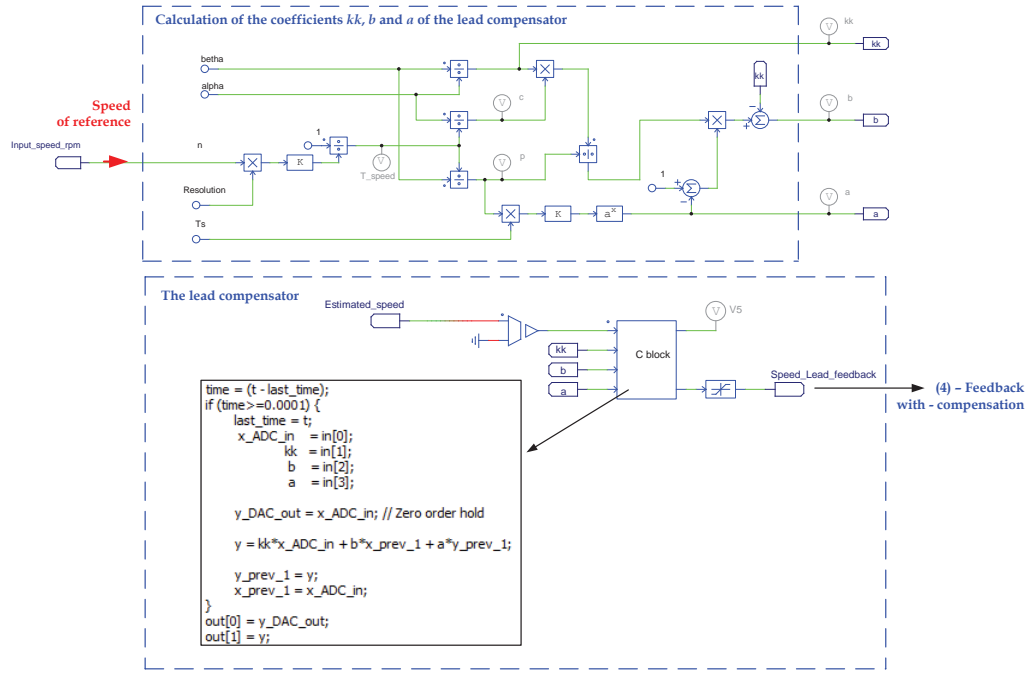 Calculation of the coefficients kk, b and a of the lead compensator
kk
kk
betha
alpha
kk
Speed
of reference
c
b
b
Input_speed_rpm
n
1
T_speed
K
p
1
Resolution
a
a
K
a^x
Ts
The lead compensator
Estimated_speed
V
V5
kk
b
a
C block
Speed_Lead_feedback
(4) – Feedback
with - compensation
time = (t - last_time);
if (time>=0.0001) {
last_time = t;
x_ADC_in = in[0];
kk = in[1];
b = in[2];
a = in[3];
y_DAC_out = x_ADC_in; // Zero order hold
y = kk*x_ADC_in + b*x_prev_1 + a*y_prev_1;
y_prev_1 = y;
x_prev_1 = x_ADC_in;
}
out[0] = y_DAC_out;
out[1] = y;